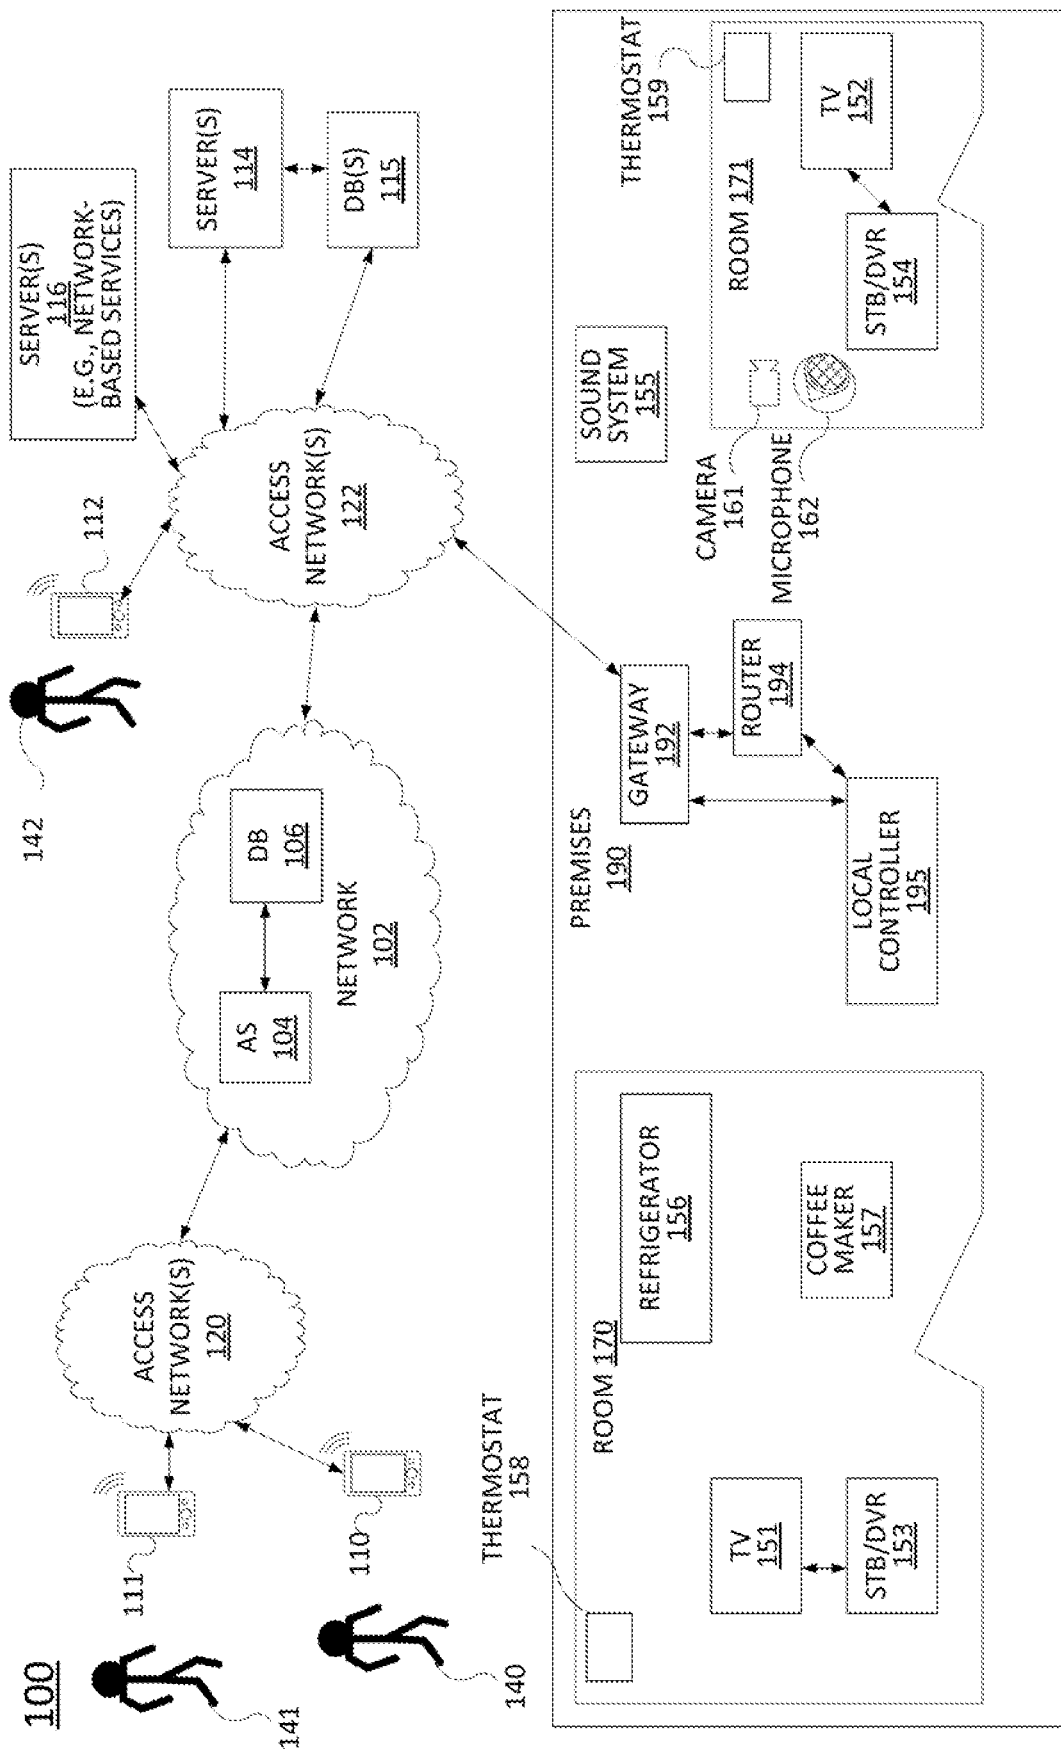 100
141
140
111
110
142
112
ACCESS
NETWORK(S)
120
AS
104
DB
106
NETWORK
102
ACCESS
NETWORK(S)
122
SERVER(S)
116
(E.G., NETWORK-
BASED SERVICES)
SERVER(S)
114
DB(S)
115
THERMOSTAT
158
ROOM 170
REFRIGERATOR
156
TV
151
STB/DVR
153
COFFEE
MAKER
157
PREMISES
190
GATEWAY
192
ROUTER
194
LOCAL
CONTROLLER
195
SOUND
SYSTEM
155
CAMERA
161
MICROPHONE
162
THERMOSTAT
159
ROOM 171
TV
152
STB/DVR
154